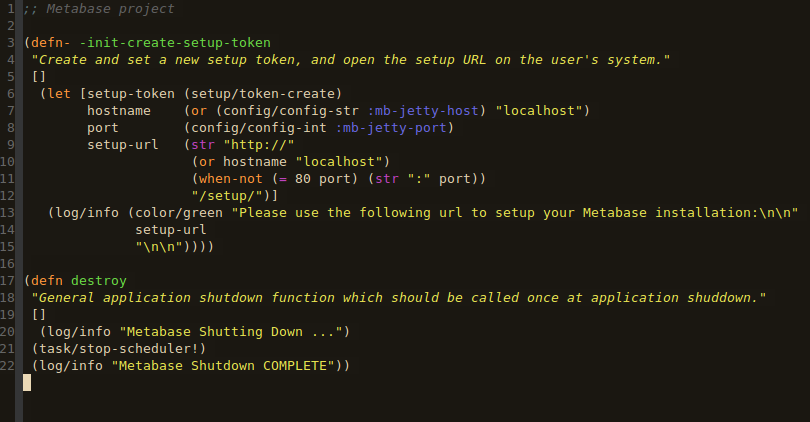 1 ;; Metabase project
2
3 (defn- -init-create-setup-token
4  "Create and set a new setup token, and open the setup URL on the user's system."
5  []
6   (let [setup-token (setup/token-create)
7         hostname    (or (config/config-str :mb-jetty-host) "localhost")
8         port        (config/config-int :mb-jetty-port)
9         setup-url   (str "http://"
10                     (or hostname "localhost")
11                     (when-not (= 80 port) (str ":" port))
12                     "/setup/")]
13   (log/info (color/green "Please use the following url to setup your Metabase installation:\n\n"
14              setup-url
15              "\n\n"))))
16
17 (defn destroy
18  "General application shutdown function which should be called once at application shuddown."
19  []
20   (log/info "Metabase Shutting Down ...")
21  (task/stop-scheduler!)
22  (log/info "Metabase Shutdown COMPLETE"))